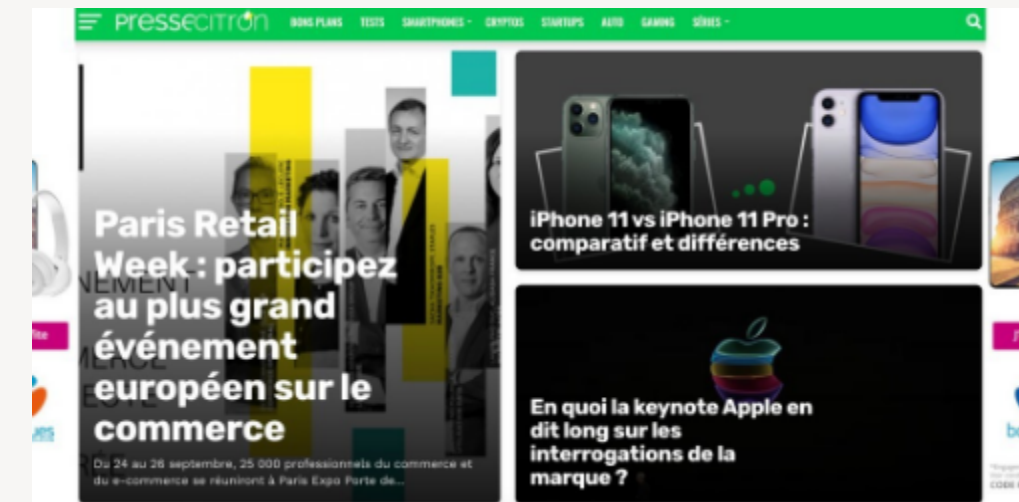 PRESSECITRON BONS PLANS TESTS SMARTPHONES CRYPTOS STARTUPS AUTO GAMING SÉRIES
Paris Retail
Week : participez
au plus grand
événement
européen sur le
commerce
Du 24 au 26 septembre, 25 000 professionnels du commerce et
du e-commerce se réuniront à Paris Expo Porte de...
iPhone 11 vs iPhone 11 Pro :
comparatif et différences
En quoi la keynote Apple en
dit long sur les
interrogations de la
marque ?